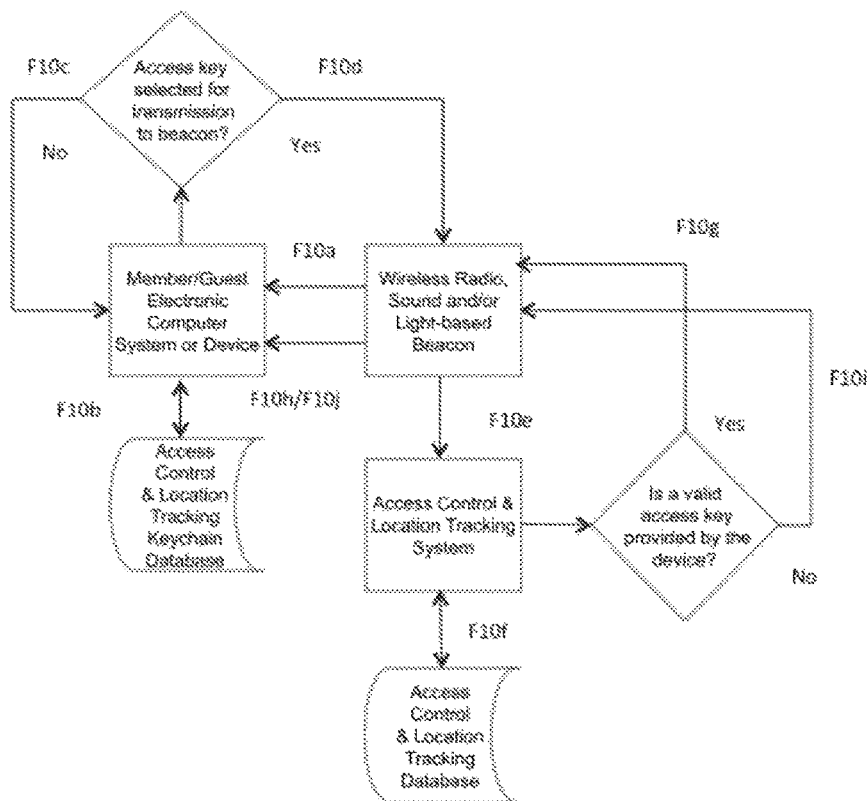 F10c
Access key
selected for
transmission
to beacon?
F10d
No
Yes
F10a
F10g
Member/Guest
Electronic
Computer
System or Device
Wireless Radio,
Sound and/or
Light-based
Beacon
F10b
F10h/F10j
F10e
F10i
Yes
Access
Control
& Location
Tracking
Keychain
Database
Access Control &
Location Tracking
System
Is a valid
access key
provided by the
device?
No
F10f
Access
Control
& Location
Tracking
Database